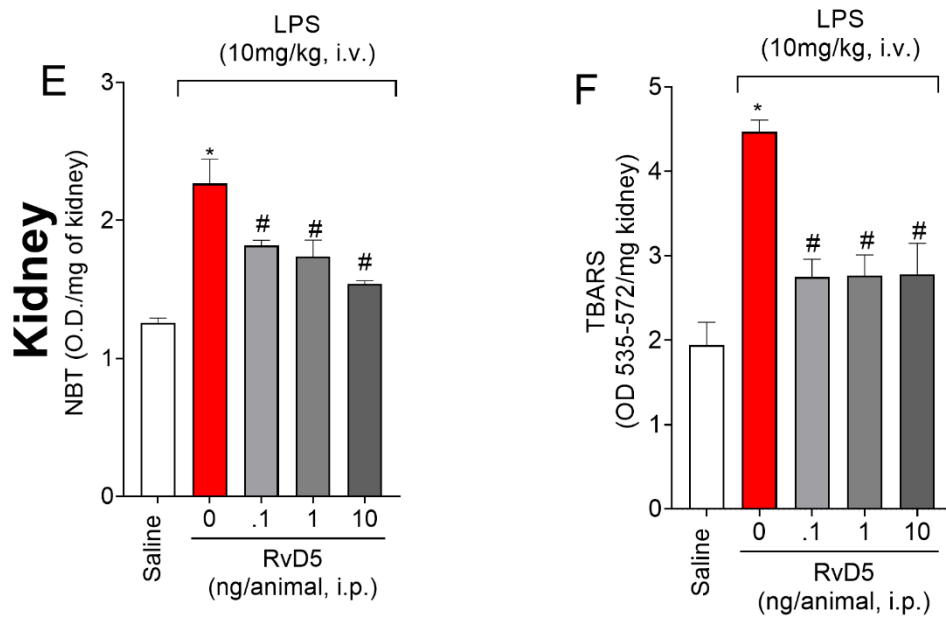 E
Kidney
NBT (O.D./mg of kidney)
LPS
(10mg/kg, i.v.)
3
2
1
0
*
#
#
#
Saline
0 .1 1 10
RvD5
(ng/animal, i.p.)
F
TBARS
(OD 535-572/mg kidney)
LPS
(10mg/kg, i.v.)
5
4
3
2
1
0
*
#
#
#
Saline
0 .1 1 10
RvD5
(ng/animal, i.p.)